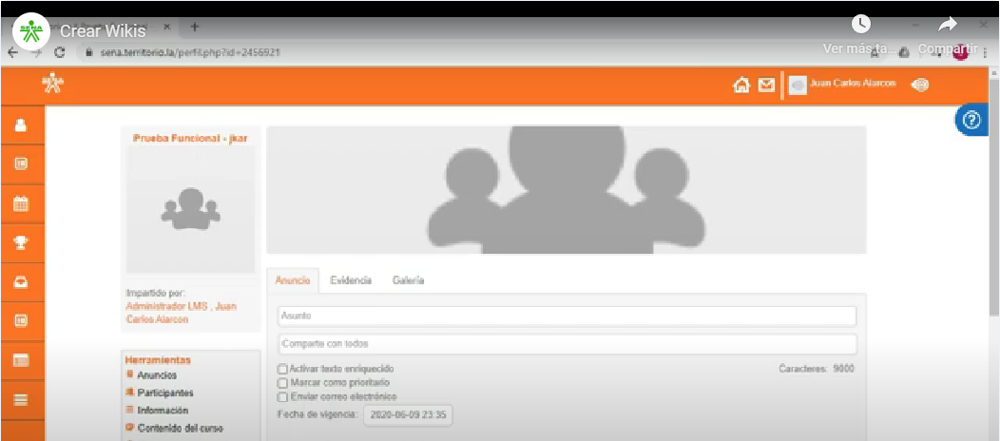 SENA
Crear Wikis
Ver más ta... Compartir
sena.territorio.la/perfil.php?id=2456921
Juan Carlos Alarcon
Prueba Funcional - jkar
Impartido por:
Administrador LMS , Juan
Carlos Alarcon
Herramientas
Anuncios
Participantes
Información
Contenido del curso
Anuncio Evidencia Galería
Asunto
Comparte con todos
Activar texto enriquecido Caracteres: 9000
Marcar como prioritario
Enviar correo electrónico
Fecha de vigencia: 2020-06-09 23:35